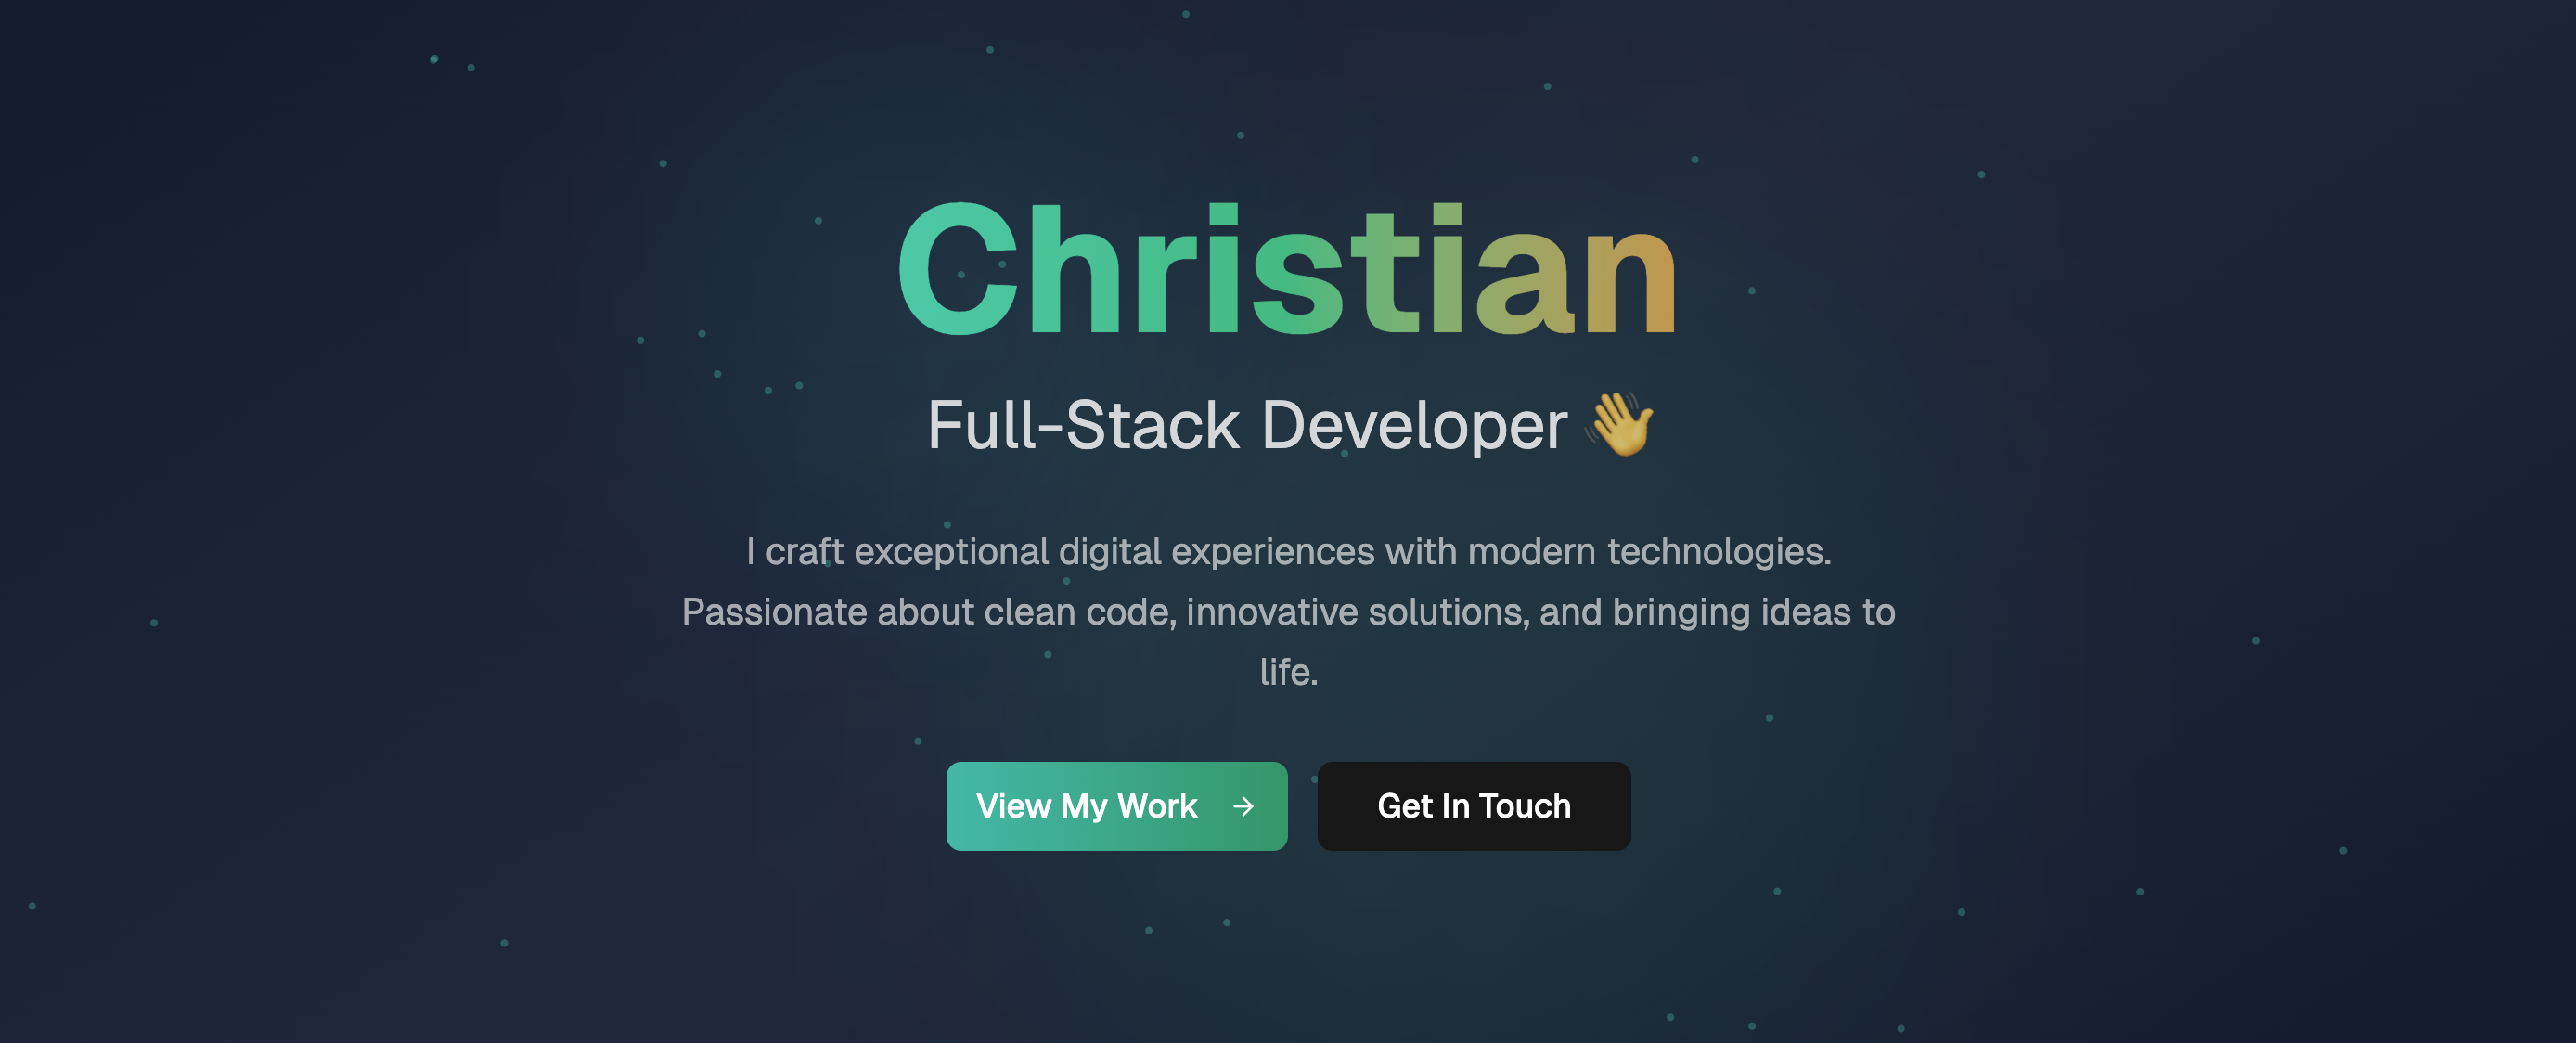 Christian
Full-Stack Developer 👋
I craft exceptional digital experiences with modern technologies.
Passionate about clean code, innovative solutions, and bringing ideas to
life.
View My Work →
Get In Touch